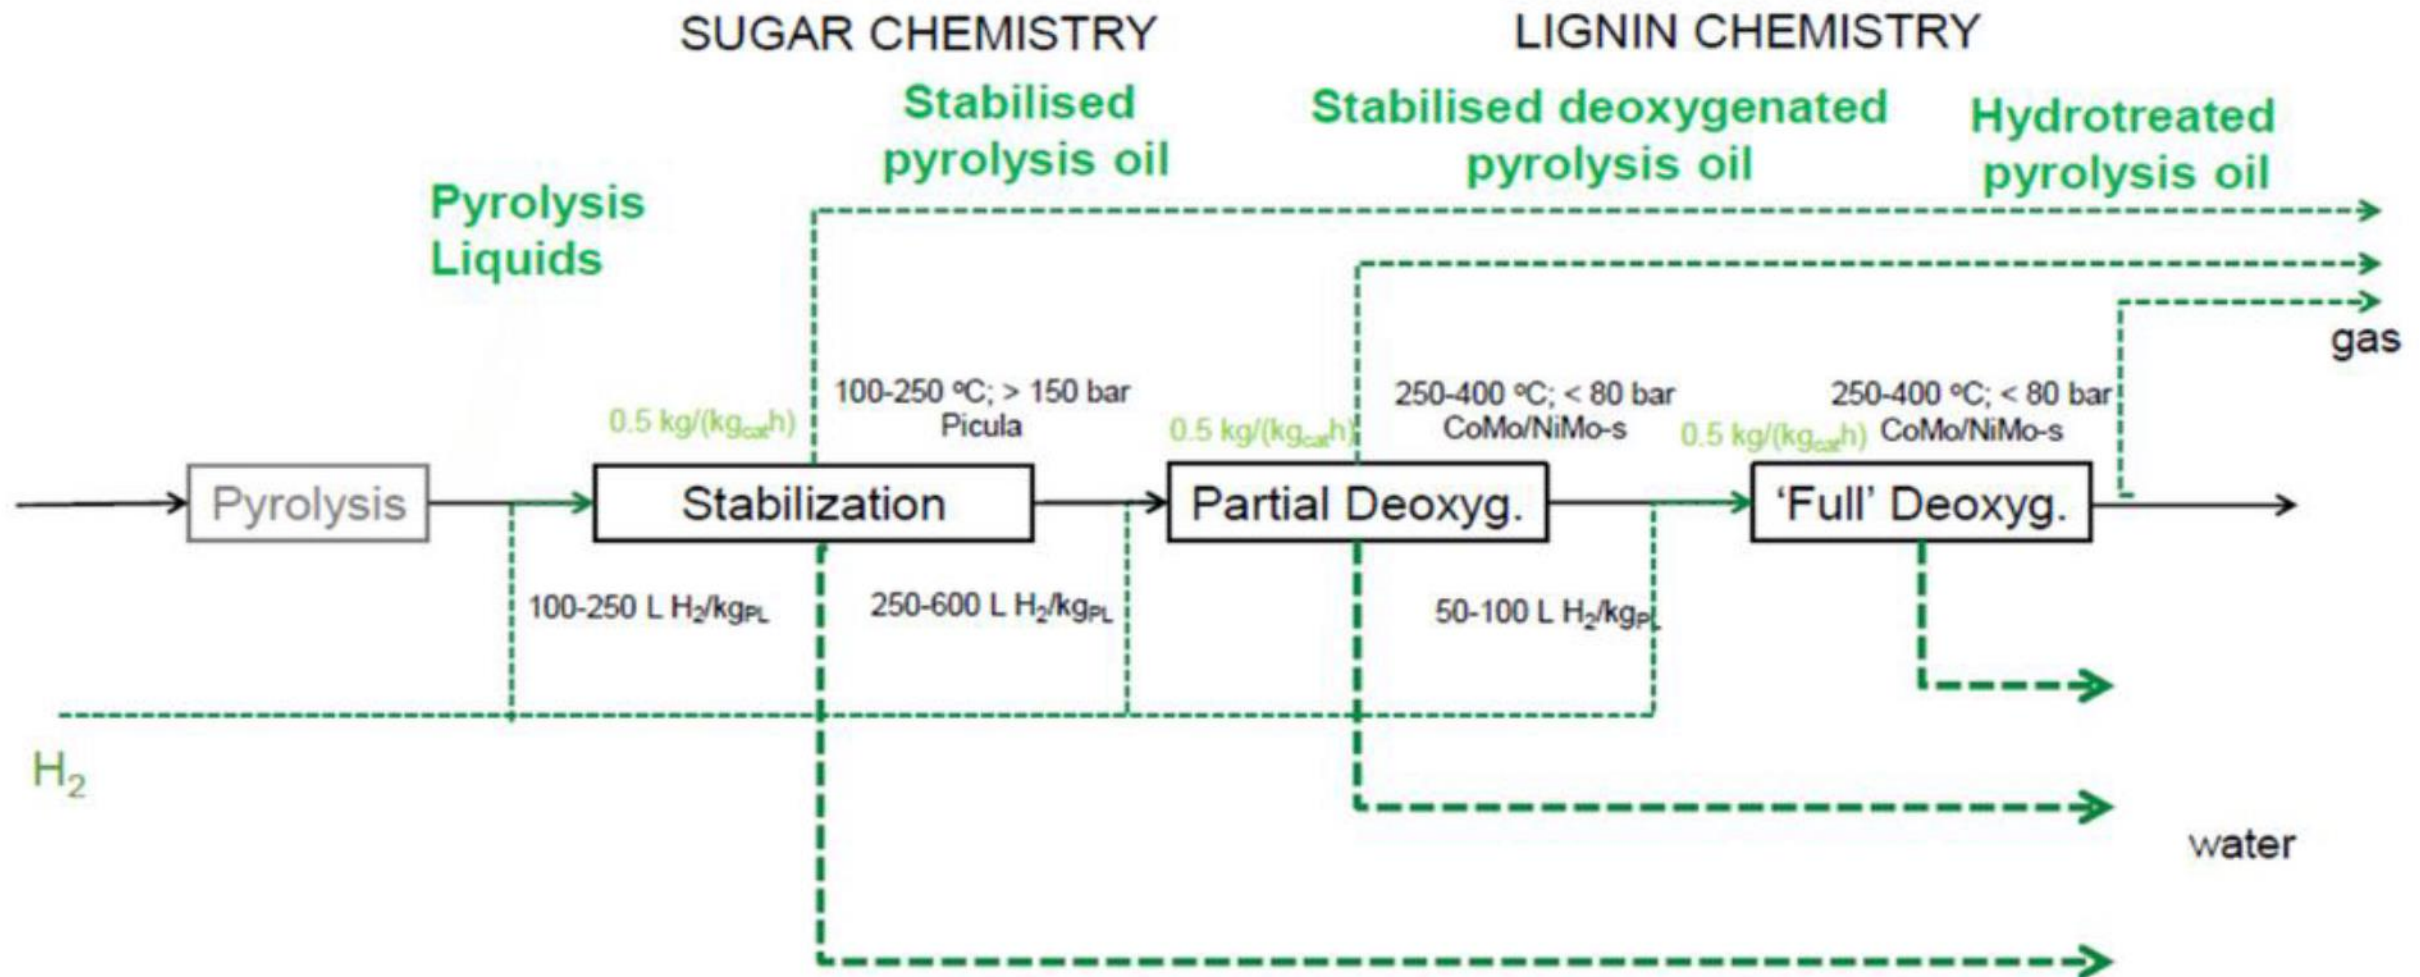 SUGAR CHEMISTRY
LIGNIN CHEMISTRY
Stabilised
pyrolysis oil
Stabilised deoxygenated
pyrolysis oil
Hydrotreated
pyrolysis oil
Pyrolysis
Liquids
gas
0.5 kg/(kgcath)
100-250 ºC; > 150 bar
Picula
0.5 kg/(kgcath)
250-400 ºC; < 80 bar
CoMo/NiMo-s
0.5 kg/(kgcath)
250-400 ºC; < 80 bar
CoMo/NiMo-s
Pyrolysis
Stabilization
Partial Deoxyg.
‘Full’ Deoxyg.
100-250 L H₂/kgPL
250-600 L H₂/kgPL
50-100 L H₂/kgPL
H₂
water